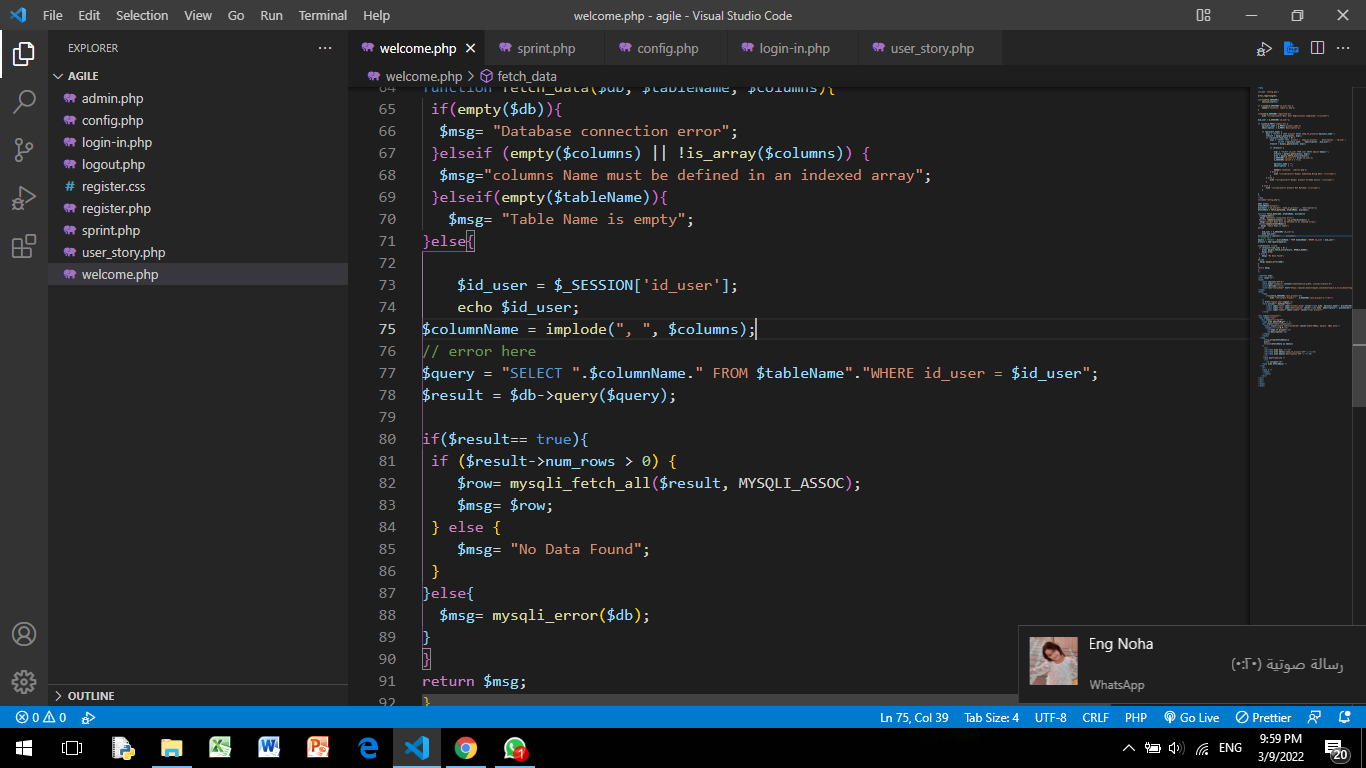 File Edit Selection View Go Run Terminal Help welcome.php - agile - Visual Studio Code
EXPLORER
welcome.php sprint.php config.php login-in.php user_story.php
AGILE
welcome.php > fetch_data
admin.php
config.php
login-in.php
logout.php
register.css
register.php
sprint.php
user_story.php
welcome.php
64 function fetch_data($db, $tableName, $columns){
65 if(empty($db)){
66 $msg= "Database connection error";
67 }elseif (empty($columns) || !is_array($columns)) {
68 $msg="columns Name must be defined in an indexed array";
69 }elseif(empty($tableName)){
70 $msg= "Table Name is empty";
71 }else{
72
73 $id_user = $_SESSION['id_user'];
74 echo $id_user;
75 $columnName = implode(", ", $columns);
76 // error here
77 $query = "SELECT ".$columnName." FROM $tableName"."WHERE id_user = $id_user";
78 $result = $db->query($query);
79
80 if($result== true){
81 if ($result->num_rows > 0) {
82 $row= mysqli_fetch_all($result, MYSQLI_ASSOC);
83 $msg= $row;
84 } else {
85 $msg= "No Data Found";
86 }
87 }else{
88 $msg= mysqli_error($db);
89 }
90 }
91 return $msg;
92 }
OUTLINE
Eng Noha
رسالة صوتية (٠:٢٠)
WhatsApp
0 0 Ln 75, Col 39 Tab Size: 4 UTF-8 CRLF PHP Go Live Prettier
1 ENG 9:59 PM
3/9/2022 20